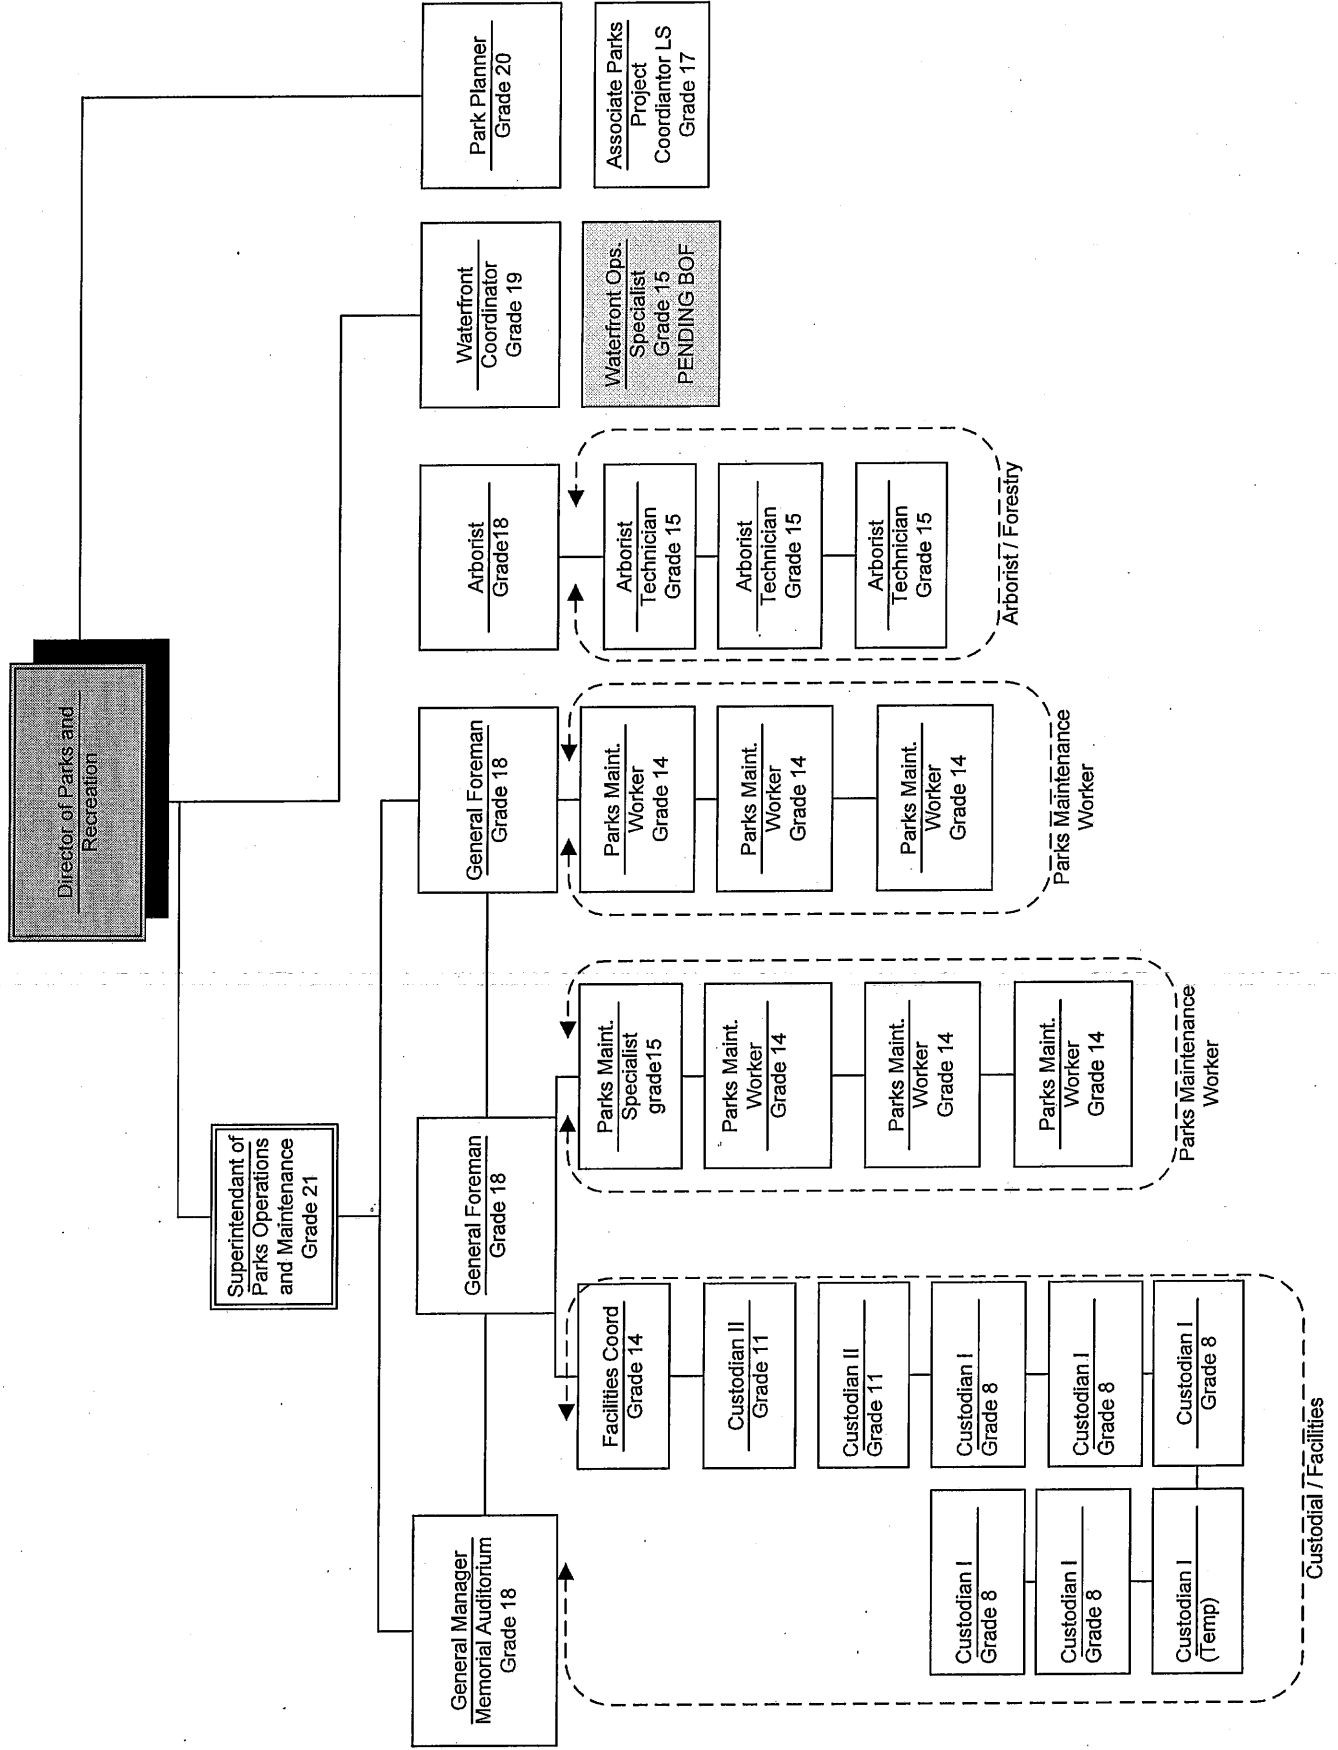 Director of Parks and
Recreation
Superintendant of
Parks Operations
and Maintenance
Grade 21
General Manager
Memorial Auditorium
Grade 18
General Foreman
Grade 18
General Foreman
Grade 18
Arborist
Grade18
Waterfront
Coordinator
Grade 19
Park Planner
Grade 20
Facilities Coord
Grade 14
Custodian II
Grade 11
Custodian II
Grade 11
Custodian I
Grade 8
Custodian I
Grade 8
Custodian I
Grade 8
Custodian I
Grade 8
Custodian I
Grade 8
Custodian I
(Temp)
Custodial / Facilities
Parks Maint.
Specialist
grade15
Parks Maint.
Worker
Grade 14
Parks Maint.
Worker
Grade 14
Parks Maint.
Worker
Grade 14
Parks Maintenance
Worker
Parks Maint.
Worker
Grade 14
Parks Maint.
Worker
Grade 14
Parks Maint.
Worker
Grade 14
Parks Maintenance
Worker
Arborist
Technician
Grade 15
Arborist
Technician
Grade 15
Arborist
Technician
Grade 15
Arborist / Forestry
Waterfront Ops.
Specialist
Grade 15
PENDING BOF
Associate Parks
Project
Coordiantor LS
Grade 17